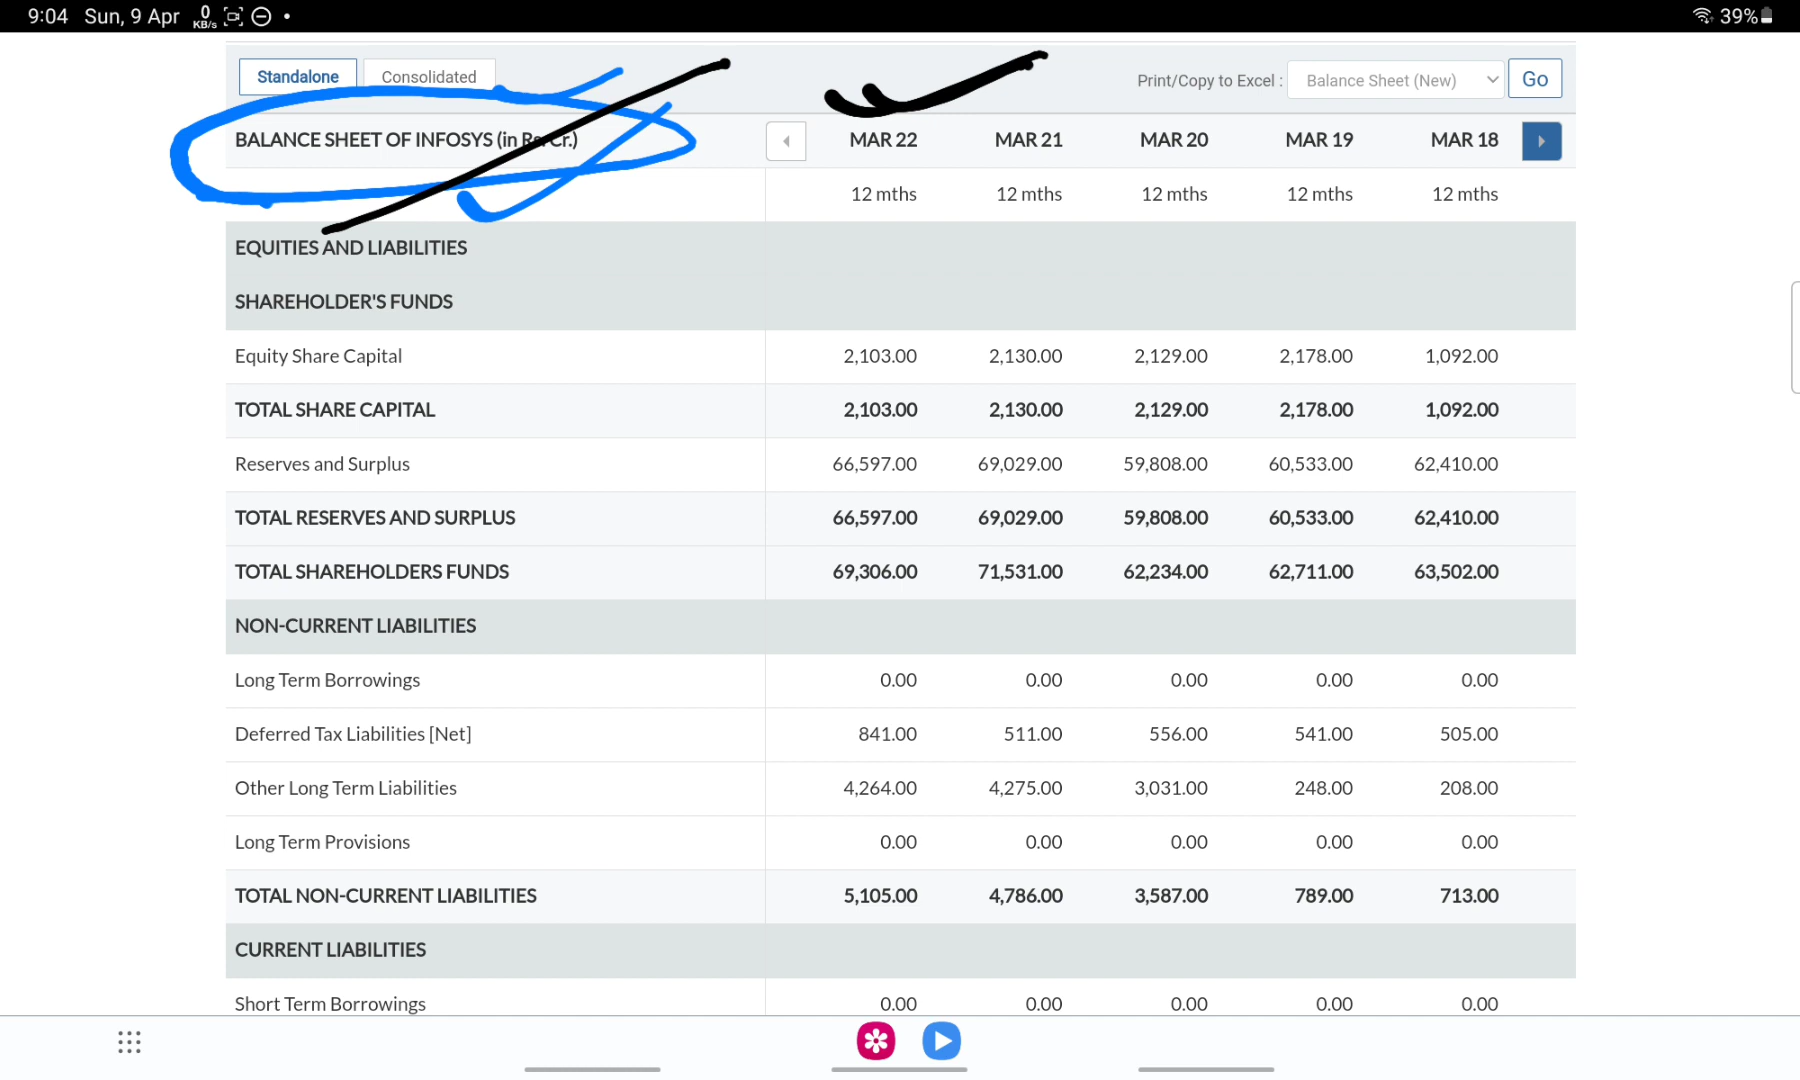 9:04 Sun, 9 Apr 0 KB/s 39%
Standalone Consolidated Print/Copy to Excel : Balance Sheet (New) Go
BALANCE SHEET OF INFOSYS (in Rs. Cr.) MAR 22 MAR 21 MAR 20 MAR 19 MAR 18
12 mths 12 mths 12 mths 12 mths 12 mths
EQUITIES AND LIABILITIES
SHAREHOLDER'S FUNDS
Equity Share Capital 2,103.00 2,130.00 2,129.00 2,178.00 1,092.00
TOTAL SHARE CAPITAL 2,103.00 2,130.00 2,129.00 2,178.00 1,092.00
Reserves and Surplus 66,597.00 69,029.00 59,808.00 60,533.00 62,410.00
TOTAL RESERVES AND SURPLUS 66,597.00 69,029.00 59,808.00 60,533.00 62,410.00
TOTAL SHAREHOLDERS FUNDS 69,306.00 71,531.00 62,234.00 62,711.00 63,502.00
NON-CURRENT LIABILITIES
Long Term Borrowings 0.00 0.00 0.00 0.00 0.00
Deferred Tax Liabilities [Net] 841.00 511.00 556.00 541.00 505.00
Other Long Term Liabilities 4,264.00 4,275.00 3,031.00 248.00 208.00
Long Term Provisions 0.00 0.00 0.00 0.00 0.00
TOTAL NON-CURRENT LIABILITIES 5,105.00 4,786.00 3,587.00 789.00 713.00
CURRENT LIABILITIES
Short Term Borrowings 0.00 0.00 0.00 0.00 0.00